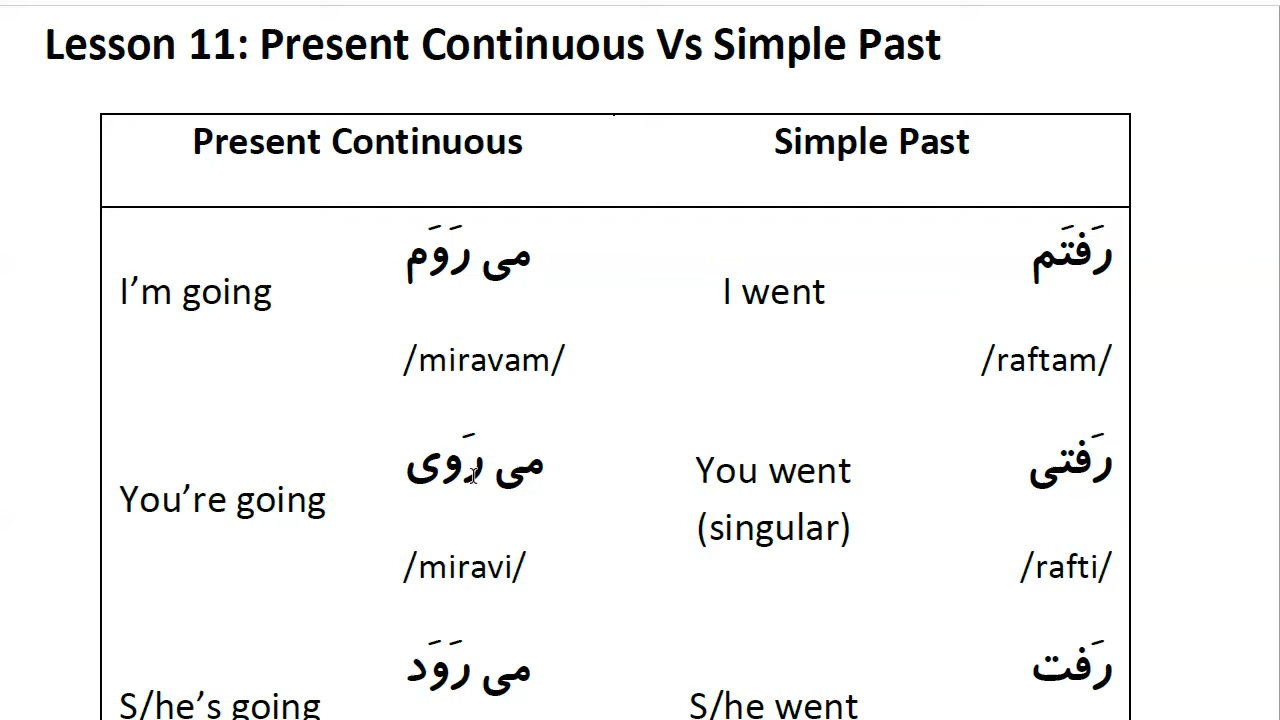 Lesson 11: Present Continuous Vs Simple Past
Present Continuous Simple Past
می رَوَم رَفتَم
I’m going I went
/miravam/ /raftam/
می رَوی رَفتی
You’re going You went
(singular)
/miravi/ /rafti/
می رَوَد رَفت
S/he’s going S/he went